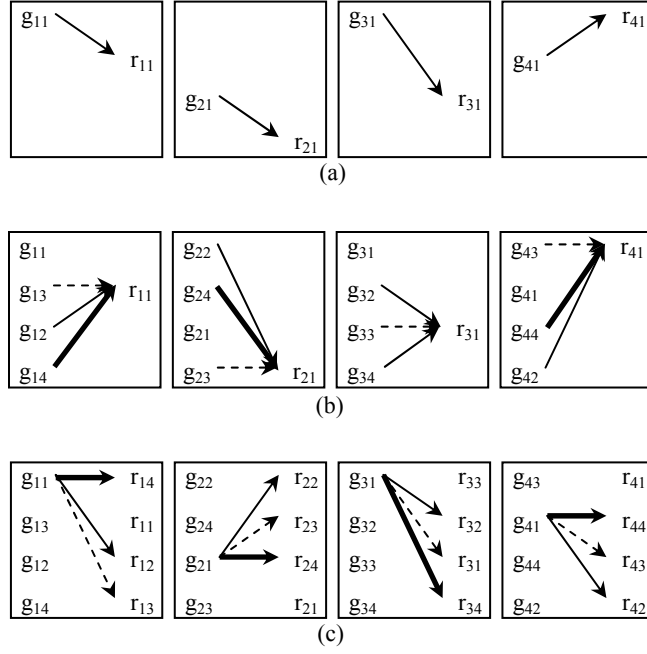 g11 g31 r41
r11 g41
g21 r31
r21
(a)
g11 g22 g31 g43 r41
g13 r11 g24 g32 g41
g12 g21 g33 r31 g44
g14 g23 r21 g34 g42
(b)
g11 r14 g22 r22 g31 r33 g43 r41
g13 r11 g24 r23 g32 r32 g41 r44
g12 r12 g21 r24 g33 r31 g44 r43
g14 r13 g23 r21 g34 r34 g42 r42
(c)